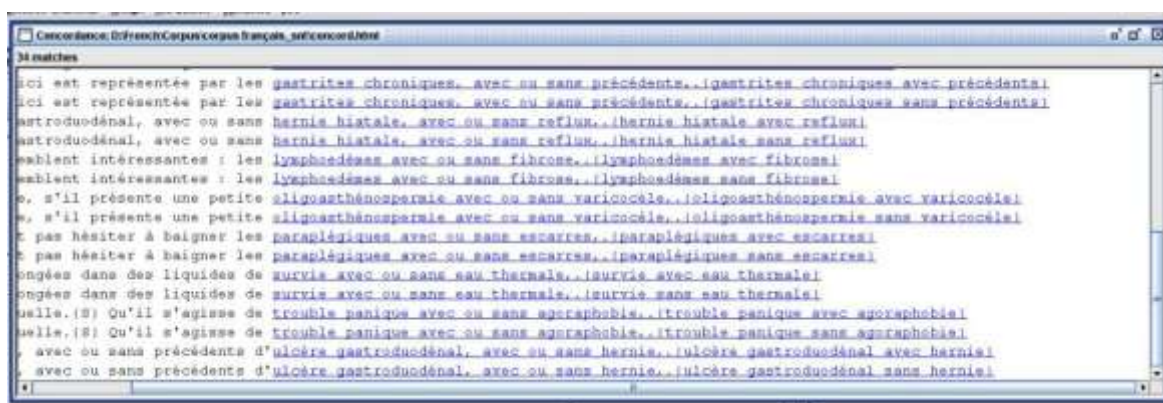 Concordance: D:\French\Corpus\corpus français_snt\concord.html
34 matches
ici est représentée par les gastrites chroniques, avec ou sans précédents,.{gastrites chroniques avec précédents}
ici est représentée par les gastrites chroniques, avec ou sans précédents,.{gastrites chroniques sans précédents}
astroduodénal, avec ou sans hernie hiatale, avec ou sans reflux,.{hernie hiatale avec reflux}
astroduodénal, avec ou sans hernie hiatale, avec ou sans reflux,.{hernie hiatale sans reflux}
emblent intéressantes : les lymphoedèmes avec ou sans fibrose,.{lymphoedèmes avec fibrose}
emblent intéressantes : les lymphoedèmes avec ou sans fibrose,.{lymphoedèmes sans fibrose}
e, s'il présente une petite oligoasthénospermie avec ou sans varicocèle,.{oligoasthénospermie avec varicocèle}
e, s'il présente une petite oligoasthénospermie avec ou sans varicocèle,.{oligoasthénospermie sans varicocèle}
t pas hésiter à baigner les paraplégiques avec ou sans escarres,.{paraplégiques avec escarres}
t pas hésiter à baigner les paraplégiques avec ou sans escarres,.{paraplégiques sans escarres}
ongées dans des liquides de survie avec ou sans eau thermale,.{survie avec eau thermale}
ongées dans des liquides de survie avec ou sans eau thermale,.{survie sans eau thermale}
uelle.{S} Qu'il s'agisse de trouble panique avec ou sans agoraphobie,.{trouble panique avec agoraphobie}
uelle.{S} Qu'il s'agisse de trouble panique avec ou sans agoraphobie,.{trouble panique sans agoraphobie}
, avec ou sans précédents d'ulcère gastroduodénal, avec ou sans hernie,.{ulcère gastroduodénal avec hernie}
, avec ou sans précédents d'ulcère gastroduodénal, avec ou sans hernie,.{ulcère gastroduodénal sans hernie}